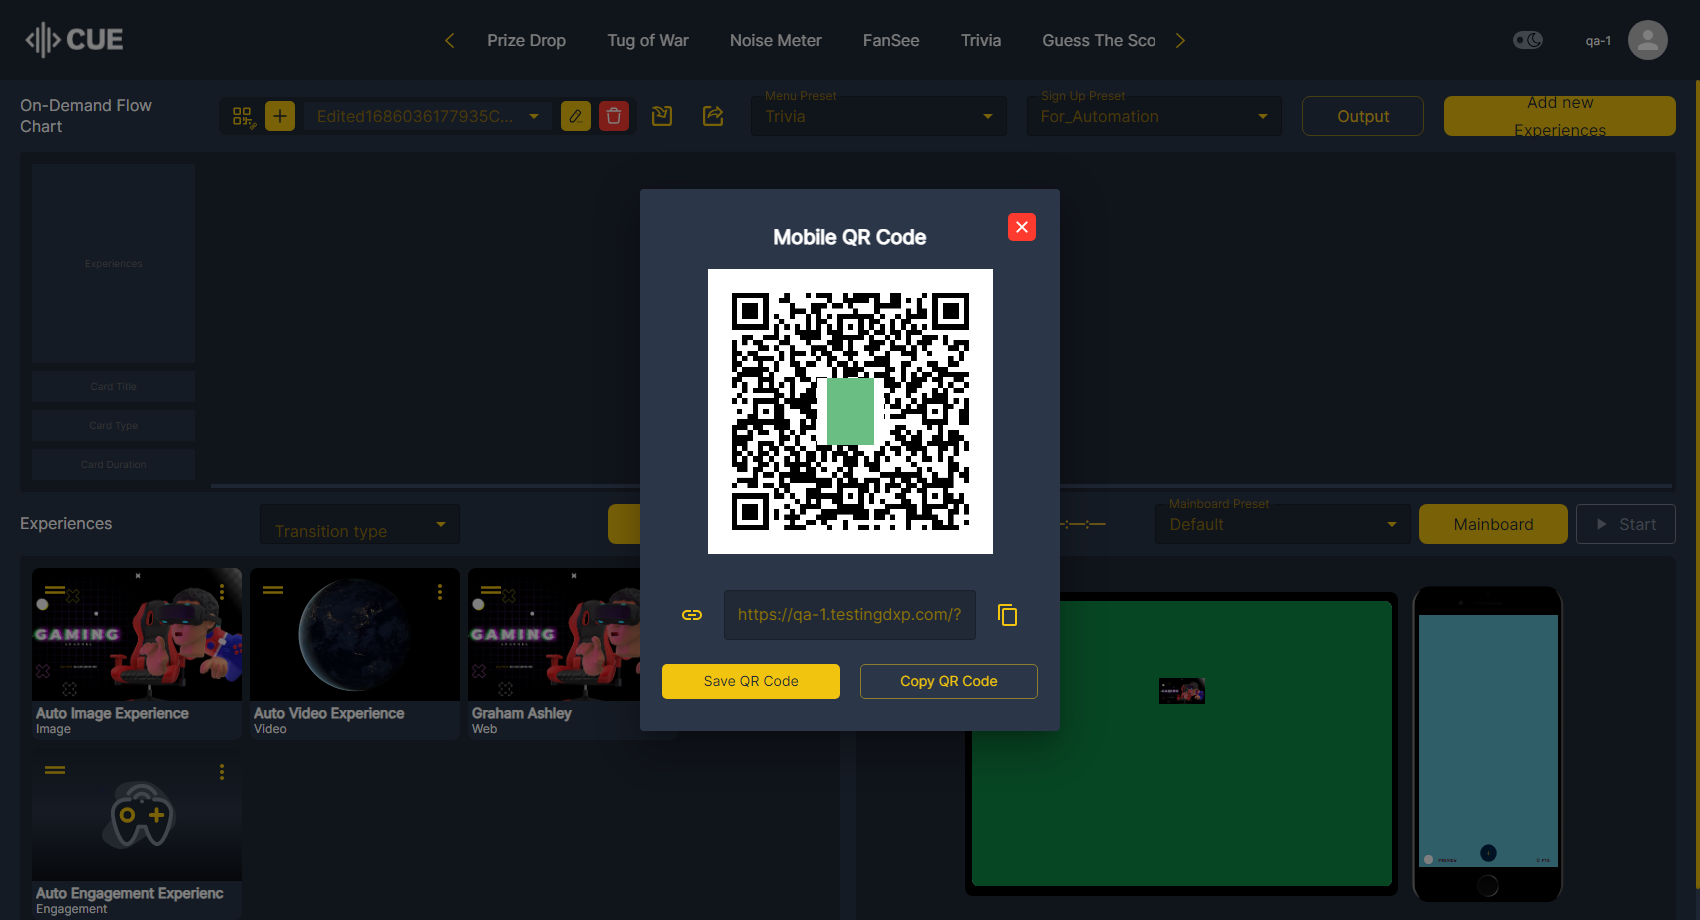 CUE
Prize Drop
Tug of War
Noise Meter
FanSee
Trivia
Guess The Sco
qa-1
On-Demand Flow
Chart
Edited1686036177935C...
Menu Preset
Trivia
Sign Up Preset
For_Automation
Output
Add new
Experiences
Experiences
Card Title
Card Type
Card Duration
Mobile QR Code
https://qa-1.testingdxp.com/?
Save QR Code
Copy QR Code
Experiences
Transition type
Mainboard Preset
Default
Mainboard
Start
GAMING
Auto Image Experience
Image
Auto Video Experience
Video
GAMING
Graham Ashley
Web
Auto Engagement Experienc
Engagement
GAMING
PREVIEW
0 PTS